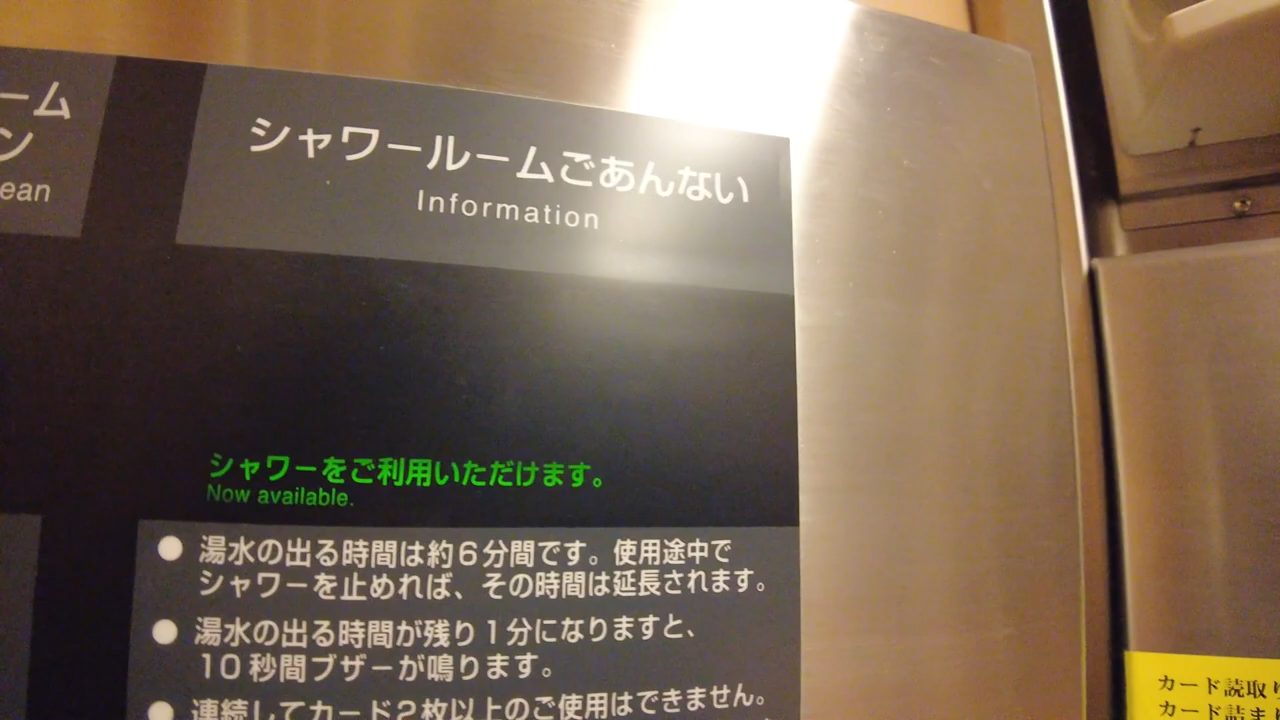 ーム
ン
ean
シャワールームごあんない
Information
シャワーをご利用いただけます。
Now available.
● 湯水の出る時間は約6分間です。使用途中で
シャワーを止めれば、その時間は延長されます。
● 湯水の出る時間が残り1分になりますと、
10秒間ブザーが鳴ります。
● 連続してカード2枚以上のご使用はできません。
カード読取り
カード詰まり